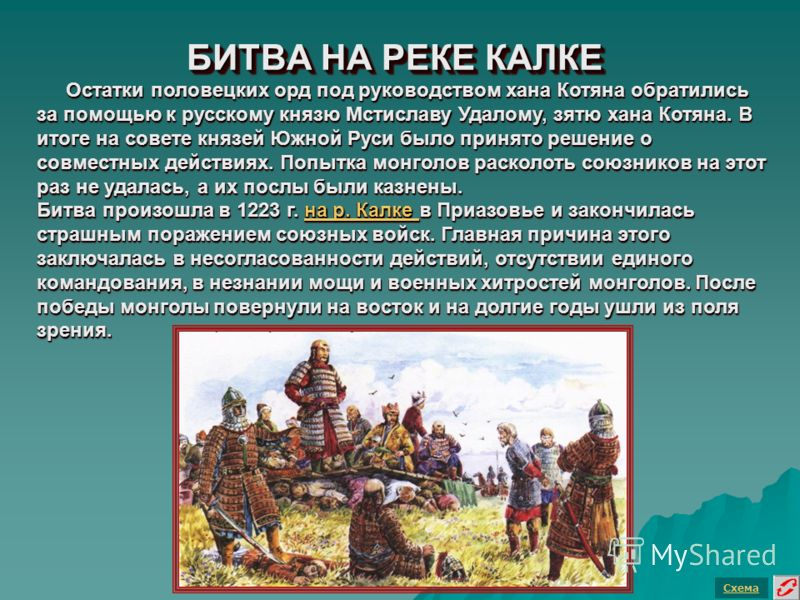 БИТВА НА РЕКЕ КАЛКЕ
Остатки половецких орд под руководством хана Котяна обратились
за помощью к русскому князю Мстиславу Удалому, зятю хана Котяна. В
итоге на совете князей Южной Руси было принято решение о
совместных действиях. Попытка монголов расколоть союзников на этот
раз не удалась, а их послы были казнены.
Битва произошла в 1223 г. на р. Калке в Приазовье и закончилась
страшным поражением союзных войск. Главная причина этого
заключалась в несогласованности действий, отсутствии единого
командования, в незнании мощи и военных хитростей монголов. После
победы монголы повернули на восток и на долгие годы ушли из поля
зрения.
MyShared
Схема